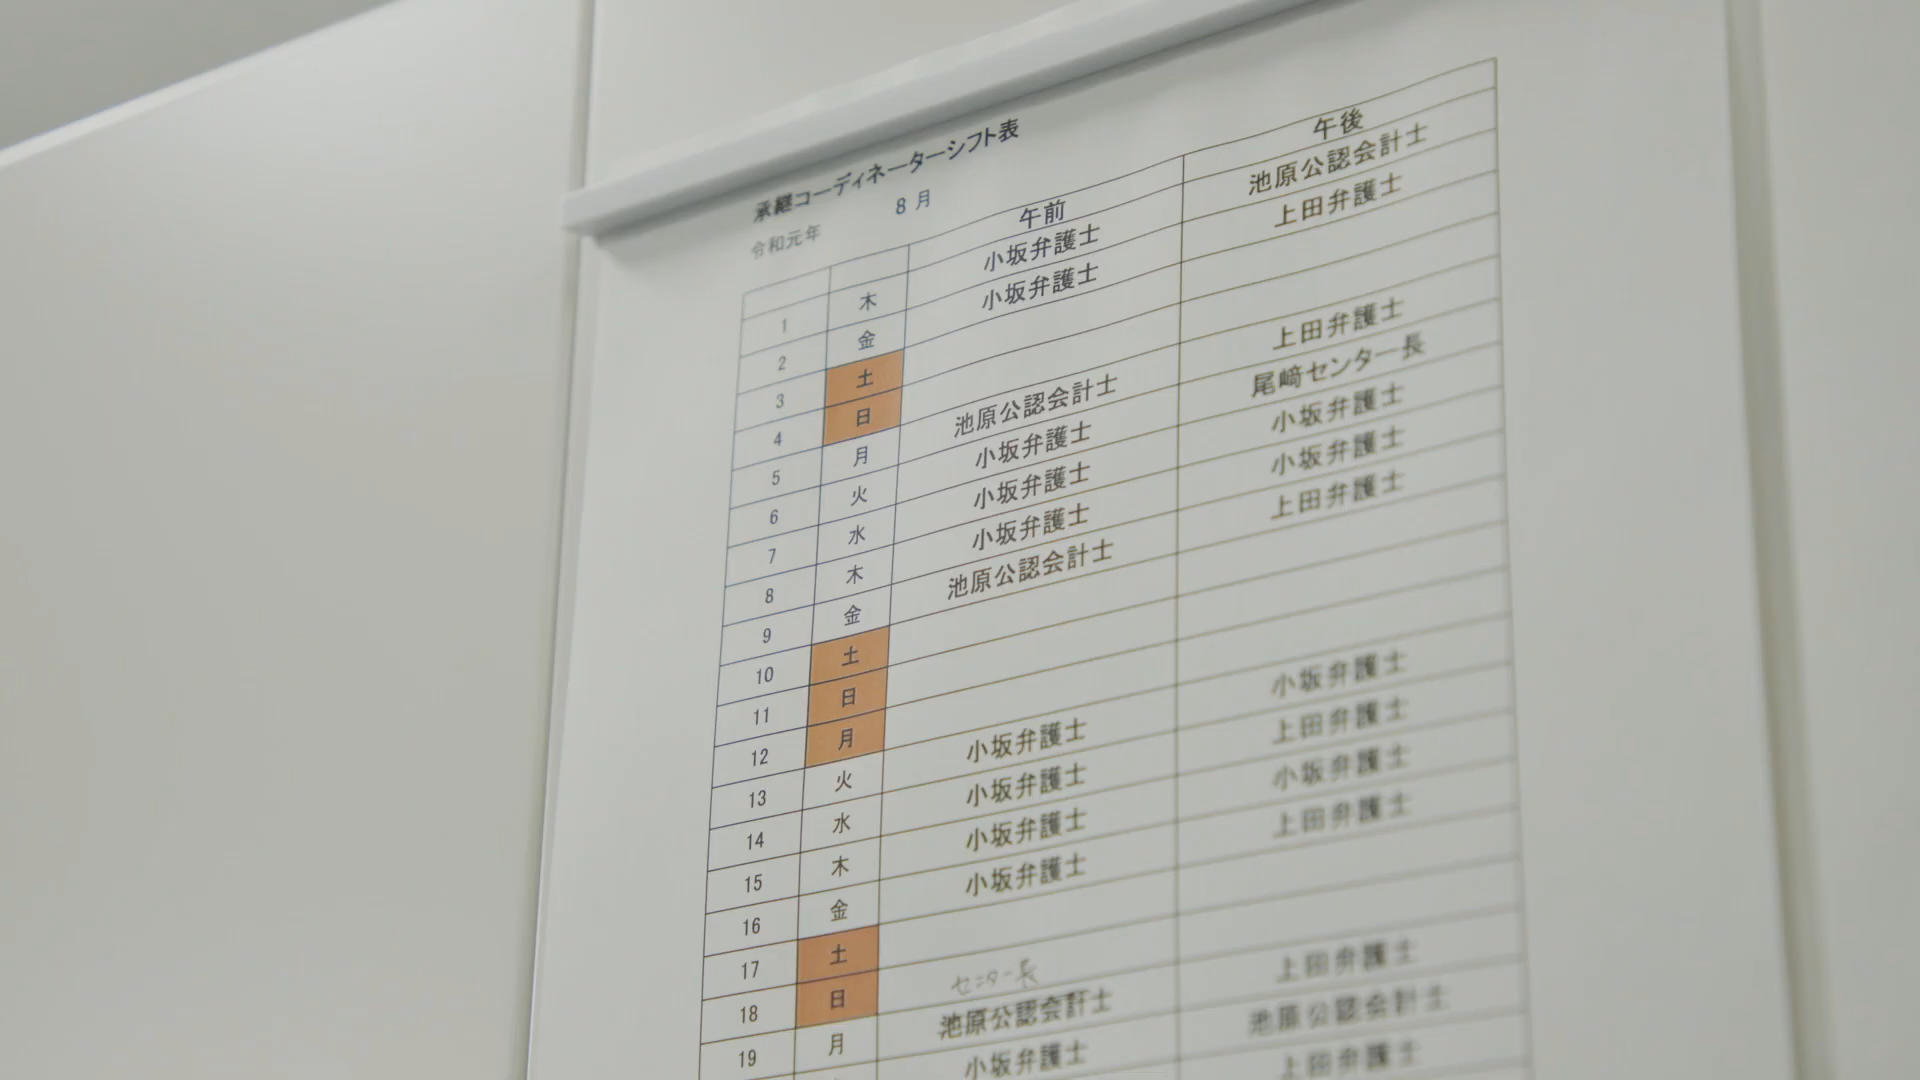 承継コーディネーターシフト表
令和元年 8月
午前 午後
1 木 小坂弁護士 池原公認会計士
2 金 小坂弁護士 上田弁護士
3 土
4 日
5 月 池原公認会計士 上田弁護士
6 火 小坂弁護士 尾﨑センター長
7 水 小坂弁護士 小坂弁護士
8 木 小坂弁護士 小坂弁護士
9 金 池原公認会計士 上田弁護士
10 土
11 日
12 月
13 火 小坂弁護士 小坂弁護士
14 水 小坂弁護士 上田弁護士
15 木 小坂弁護士 小坂弁護士
16 金 小坂弁護士 上田弁護士
17 土
18 日
センター長
19 月 池原公認会計士 上田弁護士
小坂弁護士 池原公認会計士
上田弁護士